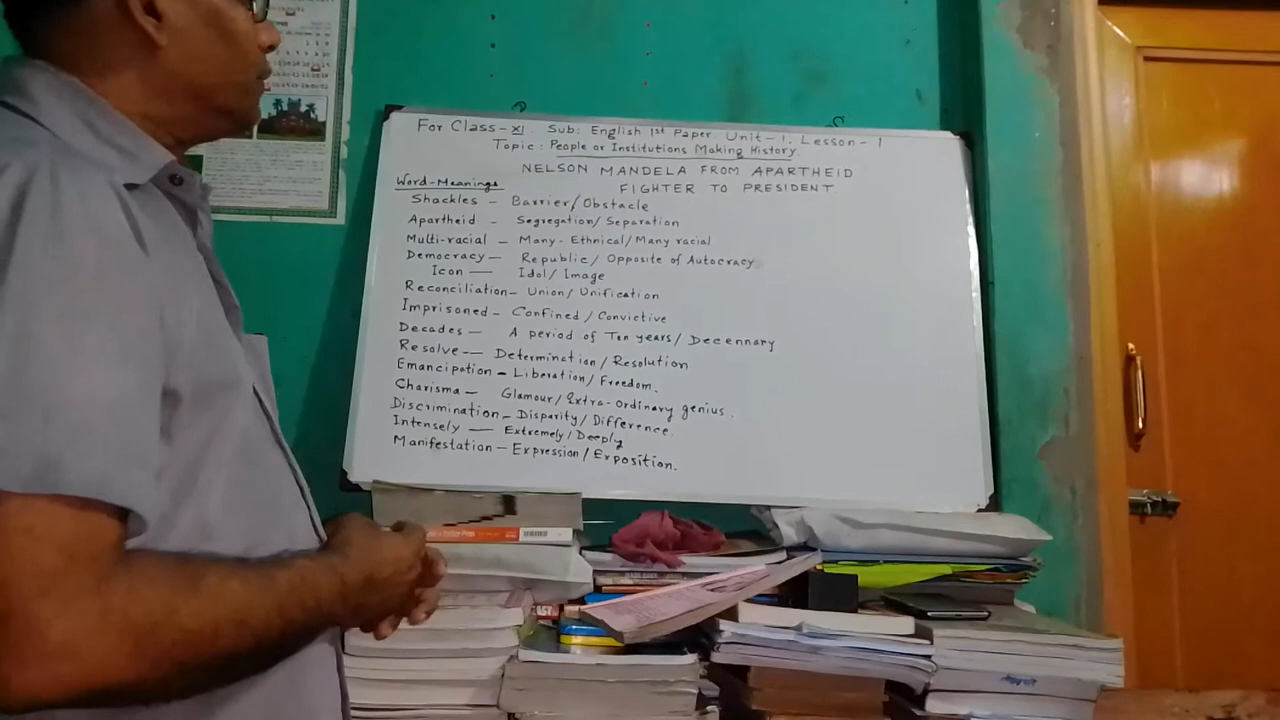 For Class-XI. Sub: English 1st Paper. Unit-1. Lesson-1
Topic: People or Institutions Making History.
NELSON MANDELA FROM APARTHEID
FIGHTER TO PRESIDENT.
Word-Meanings
Shackles - Barrier/Obstacle
Apartheid - Segregation/Separation
Multi-racial - Many-Ethnical/Many racial
Democracy - Republic/Opposite of Autocracy
Icon - Idol/Image
Reconciliation - Union/Unification
Imprisoned - Confined/Convictive
Decades - A period of Ten years/Decennary
Resolve - Determination/Resolution
Emancipation - Liberation/Freedom.
Charisma - Glamour/Extra-Ordinary genius.
Discrimination - Disparity/Difference.
Intensely - Extremely/Deeply
Manifestation - Expression/Exposition.